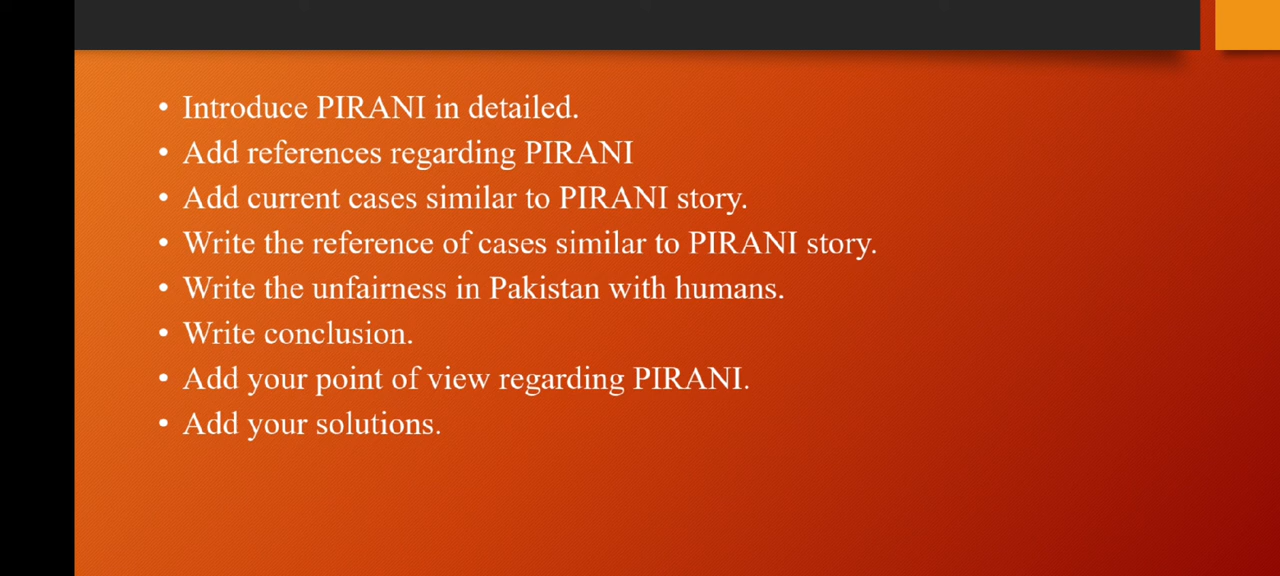 • Introduce PIRANI in detailed.
• Add references regarding PIRANI
• Add current cases similar to PIRANI story.
• Write the reference of cases similar to PIRANI story.
• Write the unfairness in Pakistan with humans.
• Write conclusion.
• Add your point of view regarding PIRANI.
• Add your solutions.